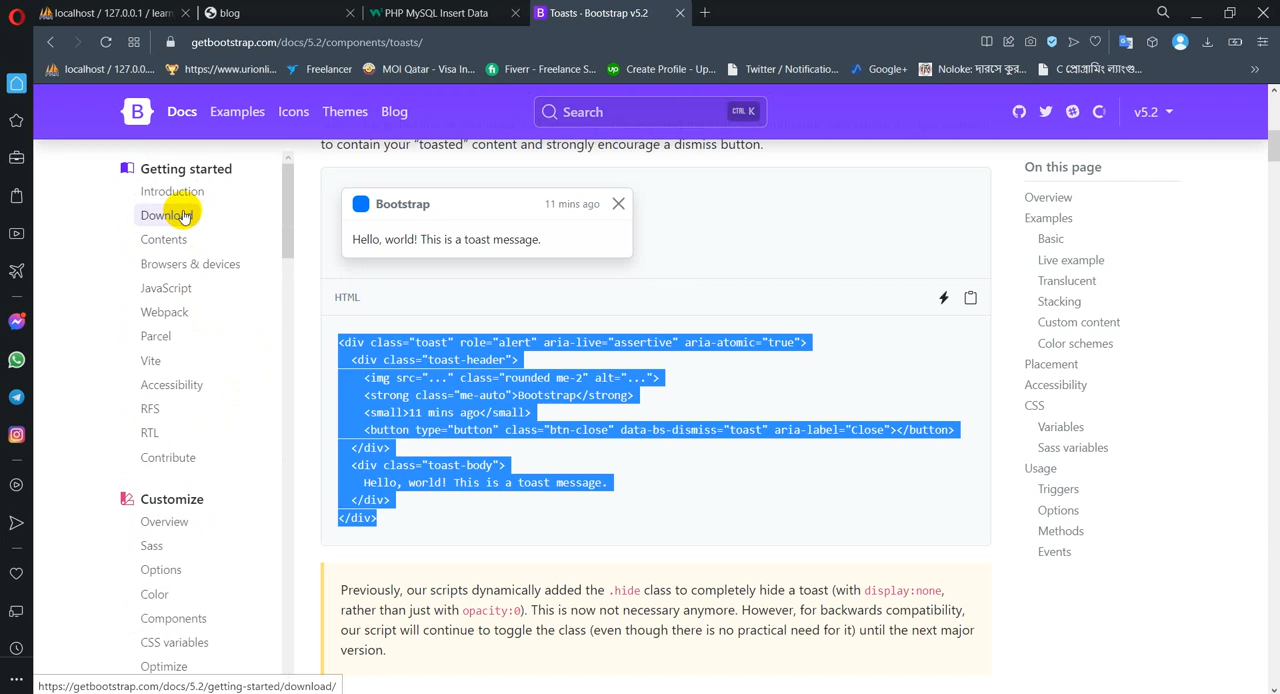 localhost / 127.0.0.1 / learn
blog
PHP MySQL Insert Data
Toasts · Bootstrap v5.2
getbootstrap.com/docs/5.2/components/toasts/
localhost / 127.0.0....
https://www.urionli...
Freelancer
MOI Qatar - Visa In...
Fiverr - Freelance S...
Create Profile - Up...
Twitter / Notificatio...
Google+
Noloke: দারসে কুর...
C প্রোগ্রামিং ল্যাংগু...
B
Docs
Examples
Icons
Themes
Blog
Search
CTRL K
v5.2
Getting started
Introduction
Download
Contents
Browsers & devices
JavaScript
Webpack
Parcel
Vite
Accessibility
RFS
RTL
Contribute
Customize
Overview
Sass
Options
Color
Components
CSS variables
Optimize
to contain your “toasted” content and strongly encourage a dismiss button.
Bootstrap
11 mins ago
Hello, world! This is a toast message.
HTML
<div class="toast" role="alert" aria-live="assertive" aria-atomic="true">
<div class="toast-header">
<img src="..." class="rounded me-2" alt="...">
<strong class="me-auto">Bootstrap</strong>
<small>11 mins ago</small>
<button type="button" class="btn-close" data-bs-dismiss="toast" aria-label="Close"></button>
</div>
<div class="toast-body">
Hello, world! This is a toast message.
</div>
</div>
Previously, our scripts dynamically added the .hide class to completely hide a toast (with display:none,
rather than just with opacity:0). This is now not necessary anymore. However, for backwards compatibility,
our script will continue to toggle the class (even though there is no practical need for it) until the next major
version.
On this page
Overview
Examples
Basic
Live example
Translucent
Stacking
Custom content
Color schemes
Placement
Accessibility
CSS
Variables
Sass variables
Usage
Triggers
Options
Methods
Events
https://getbootstrap.com/docs/5.2/getting-started/download/